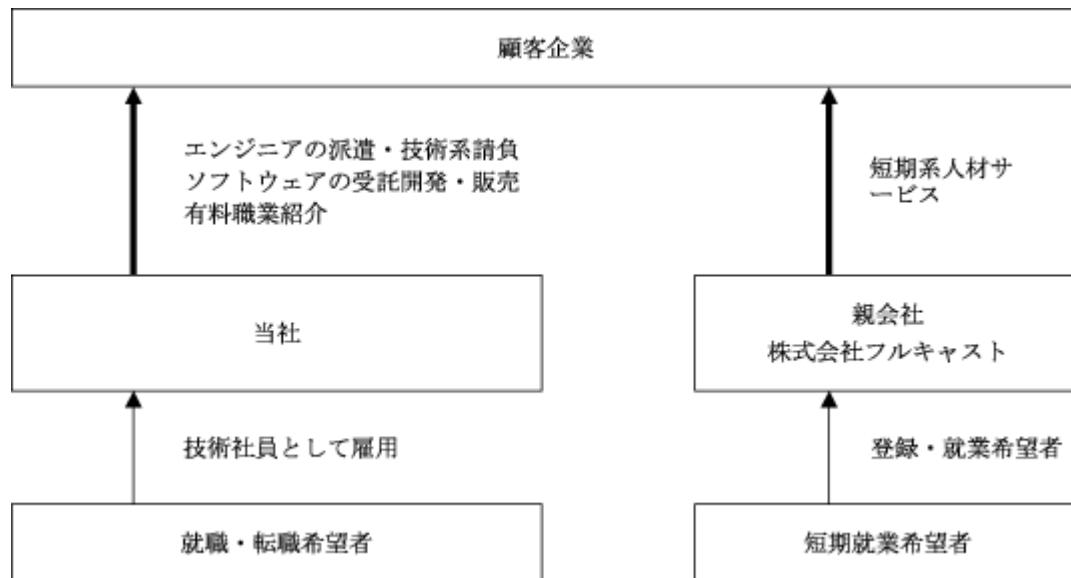 顧客企業
エンジニアの派遣・技術系請負
ソフトウェアの受託開発・販売
有料職業紹介
短期系人材サ
ービス
当社
親会社
株式会社フルキャスト
技術社員として雇用
登録・就業希望者
就職・転職希望者
短期就業希望者